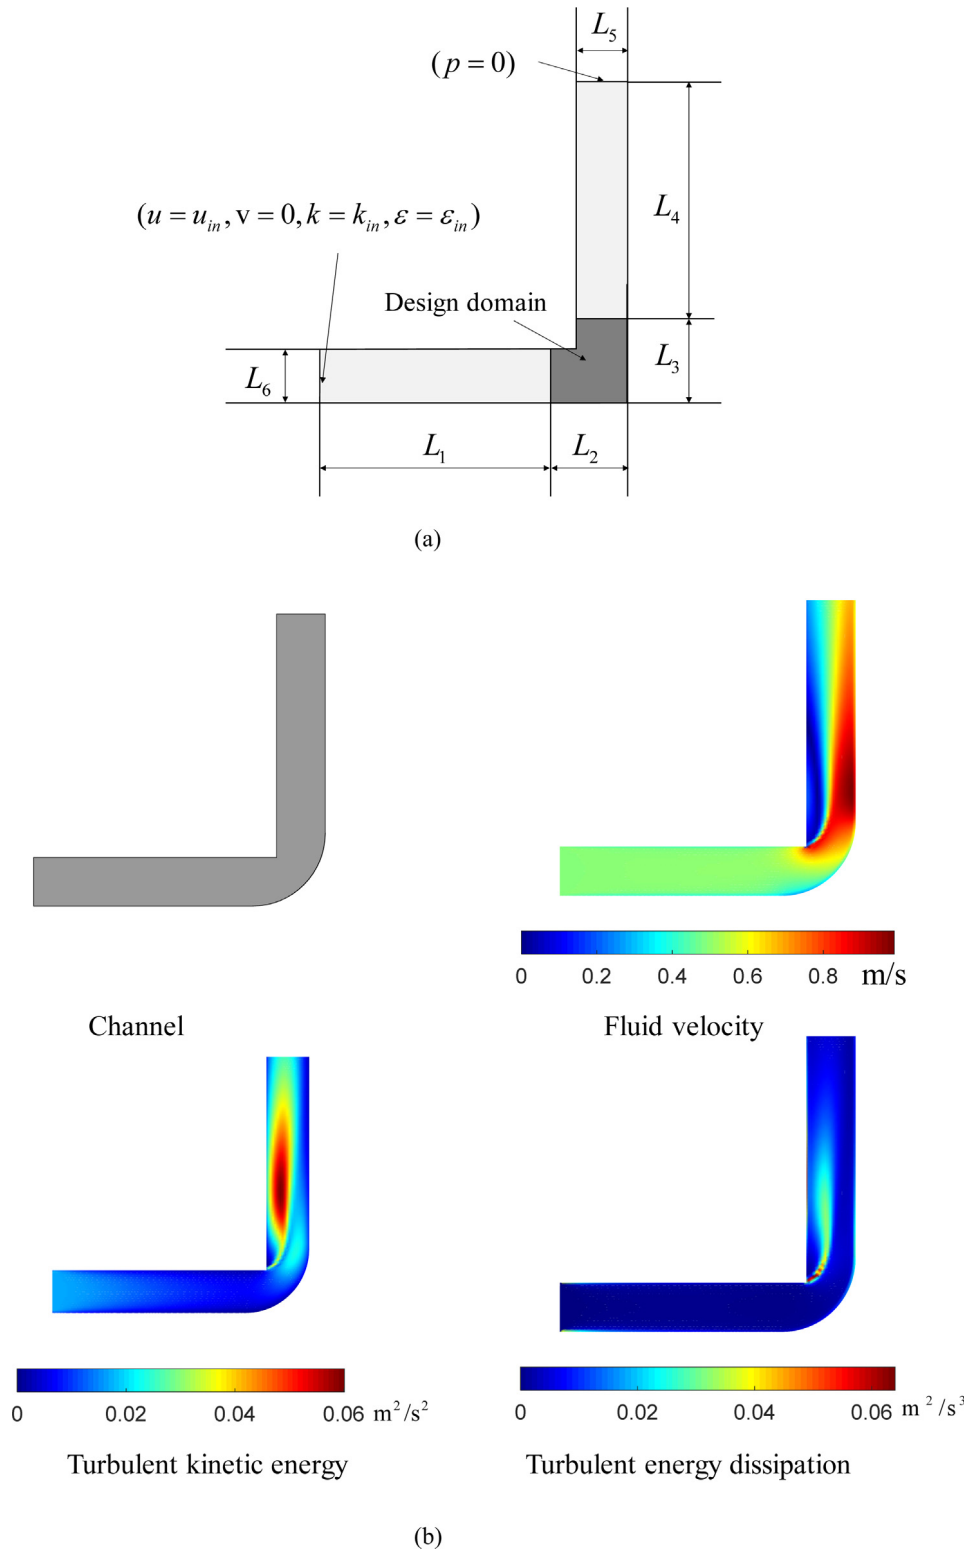 L₅
(p = 0)
L₄
(u = uᵢₙ, v = 0, k = kᵢₙ, ε = εᵢₙ)
Design domain
L₃
L₆
L₁ L₂
(a)
0 0.2 0.4 0.6 0.8 m/s
Channel Fluid velocity
0 0.02 0.04 0.06 m²/s² 0 0.02 0.04 0.06 m²/s³
Turbulent kinetic energy Turbulent energy dissipation
(b)